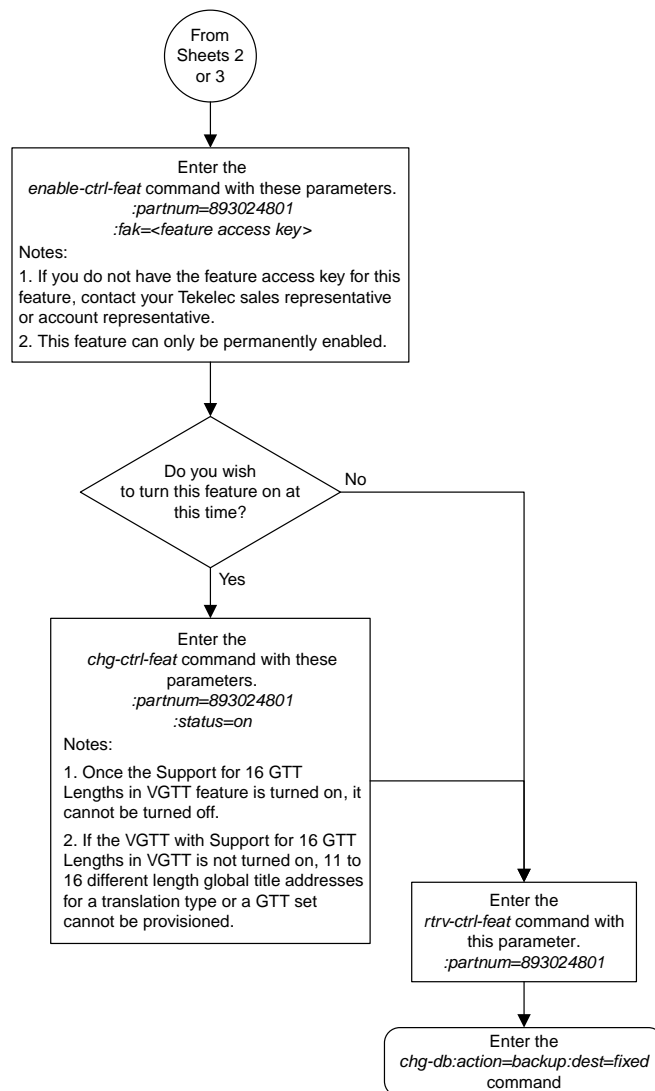 From
Sheets 2
or 3
Enter the
enable-ctrl-feat command with these parameters.
:partnum=893024801
:fak=<feature access key>
Notes:
1. If you do not have the feature access key for this
feature, contact your Tekelec sales representative
or account representative.
2. This feature can only be permanently enabled.
Do you wish
to turn this feature on at
this time?
No
Yes
Enter the
chg-ctrl-feat command with these
parameters.
:partnum=893024801
:status=on
Notes:
1. Once the Support for 16 GTT
Lengths in VGTT feature is turned on, it
cannot be turned off.
2. If the VGTT with Support for 16 GTT
Lengths in VGTT is not turned on, 11 to
16 different length global title addresses
for a translation type or a GTT set
cannot be provisioned.
Enter the
rtrv-ctrl-feat command with
this parameter.
:partnum=893024801
Enter the
chg-db:action=backup:dest=fixed
command